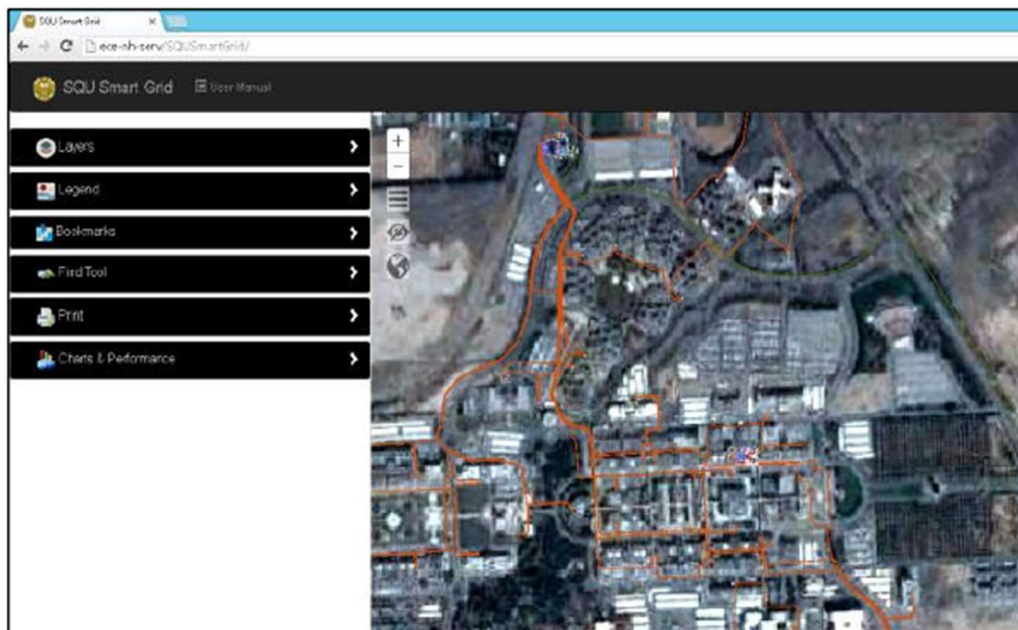 SQU Smart Grid
ece-nh-serv/SQUSmartGrid/
SQU Smart Grid User Manual
Layers
Legend
Bookmarks
Find Tool
Print
Charts & Performance